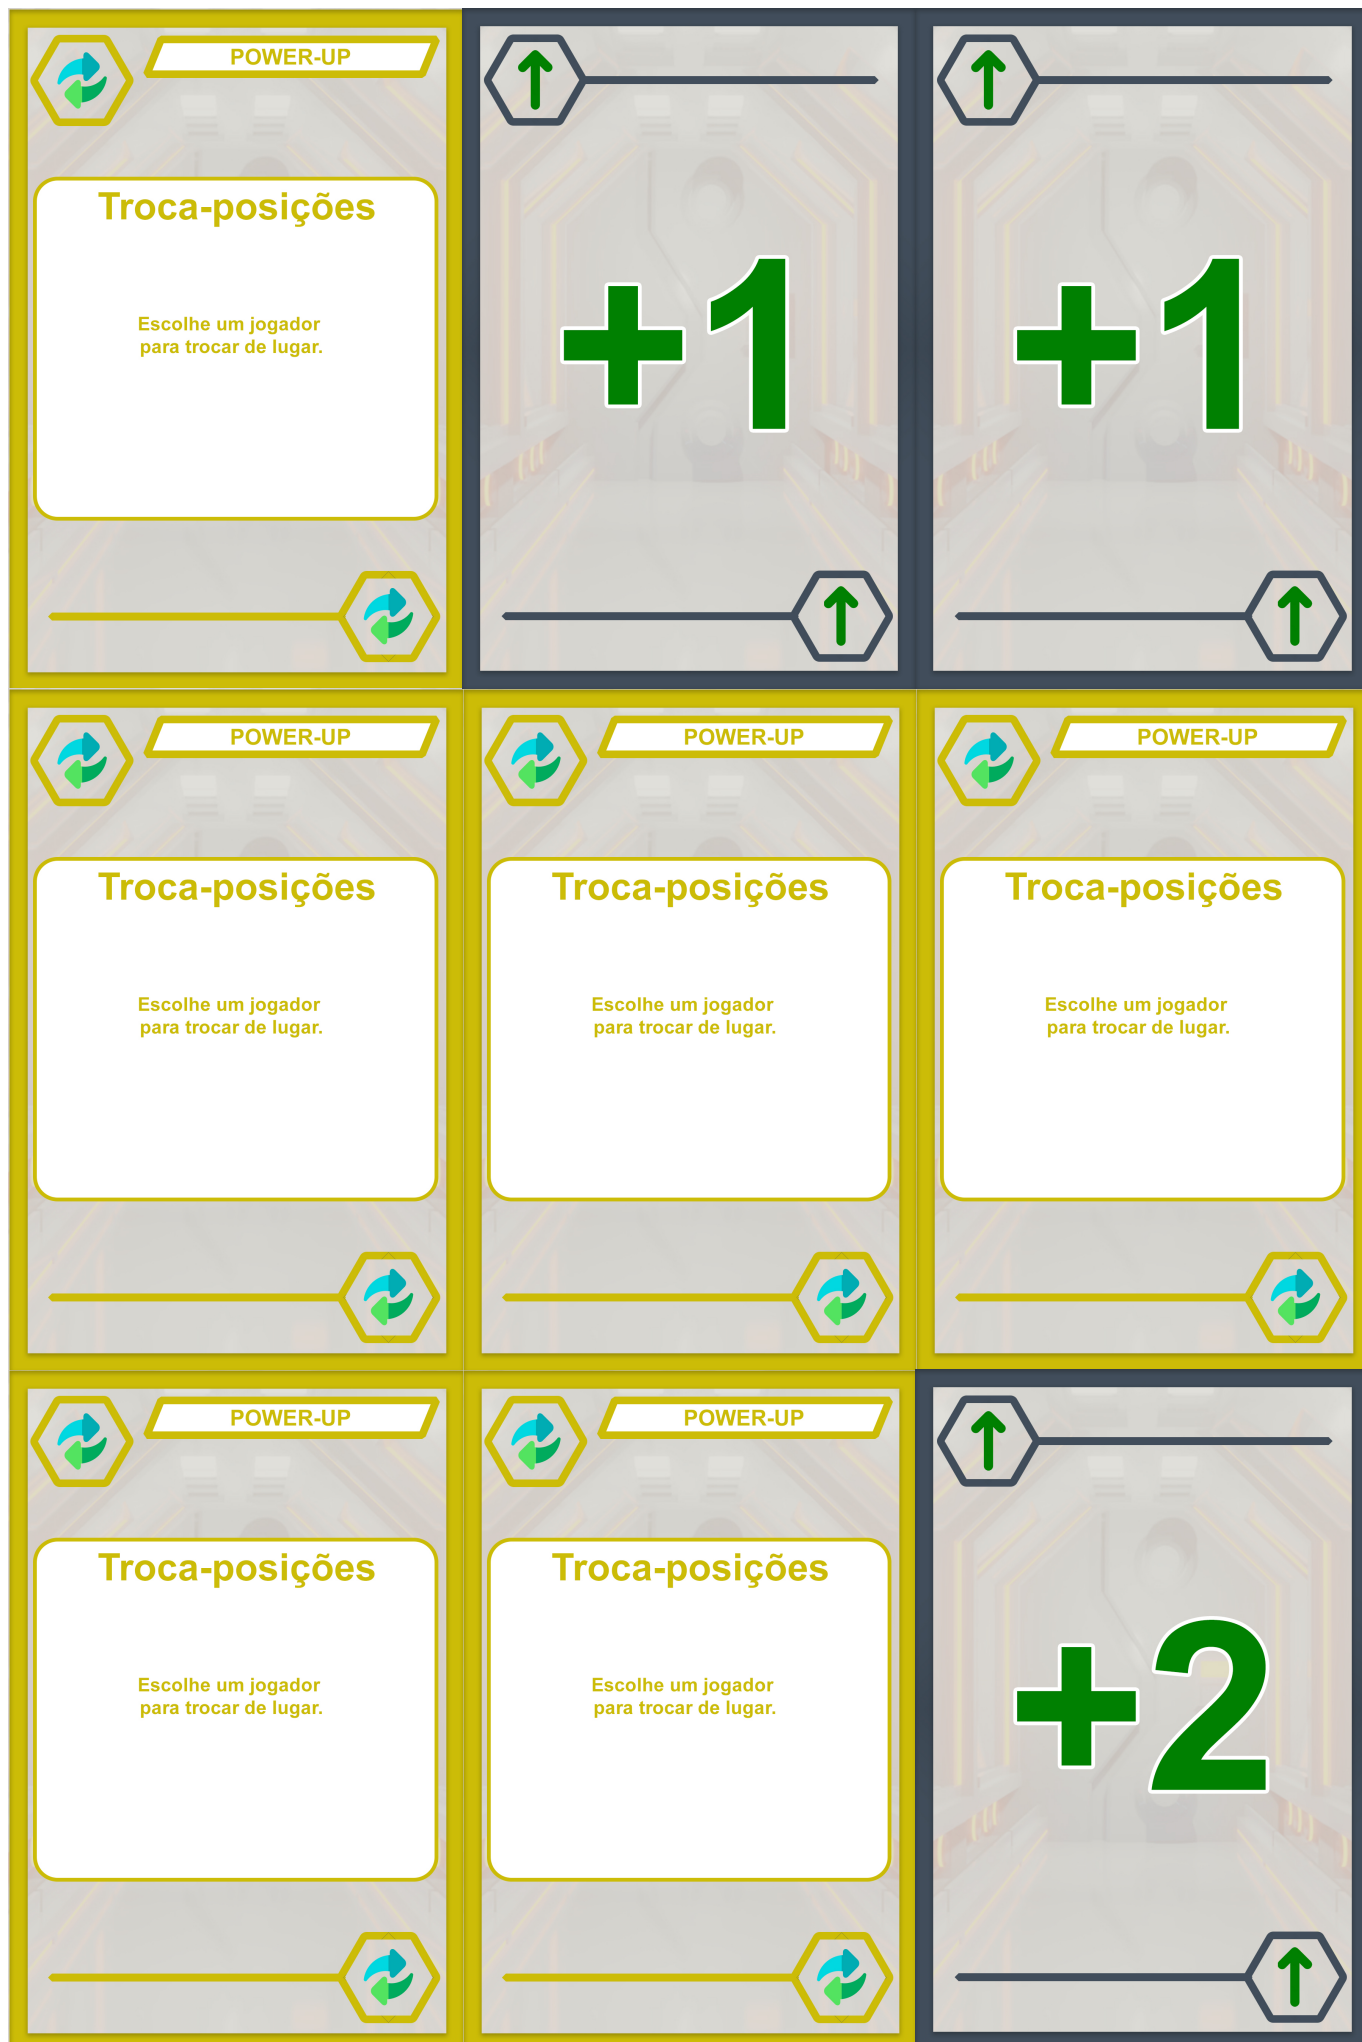 POWER-UP
Troca-posições
Escolhe um jogador
para trocar de lugar.
+1
+1
POWER-UP
Troca-posições
Escolhe um jogador
para trocar de lugar.
POWER-UP
Troca-posições
Escolhe um jogador
para trocar de lugar.
POWER-UP
Troca-posições
Escolhe um jogador
para trocar de lugar.
POWER-UP
Troca-posições
Escolhe um jogador
para trocar de lugar.
POWER-UP
Troca-posições
Escolhe um jogador
para trocar de lugar.
+2